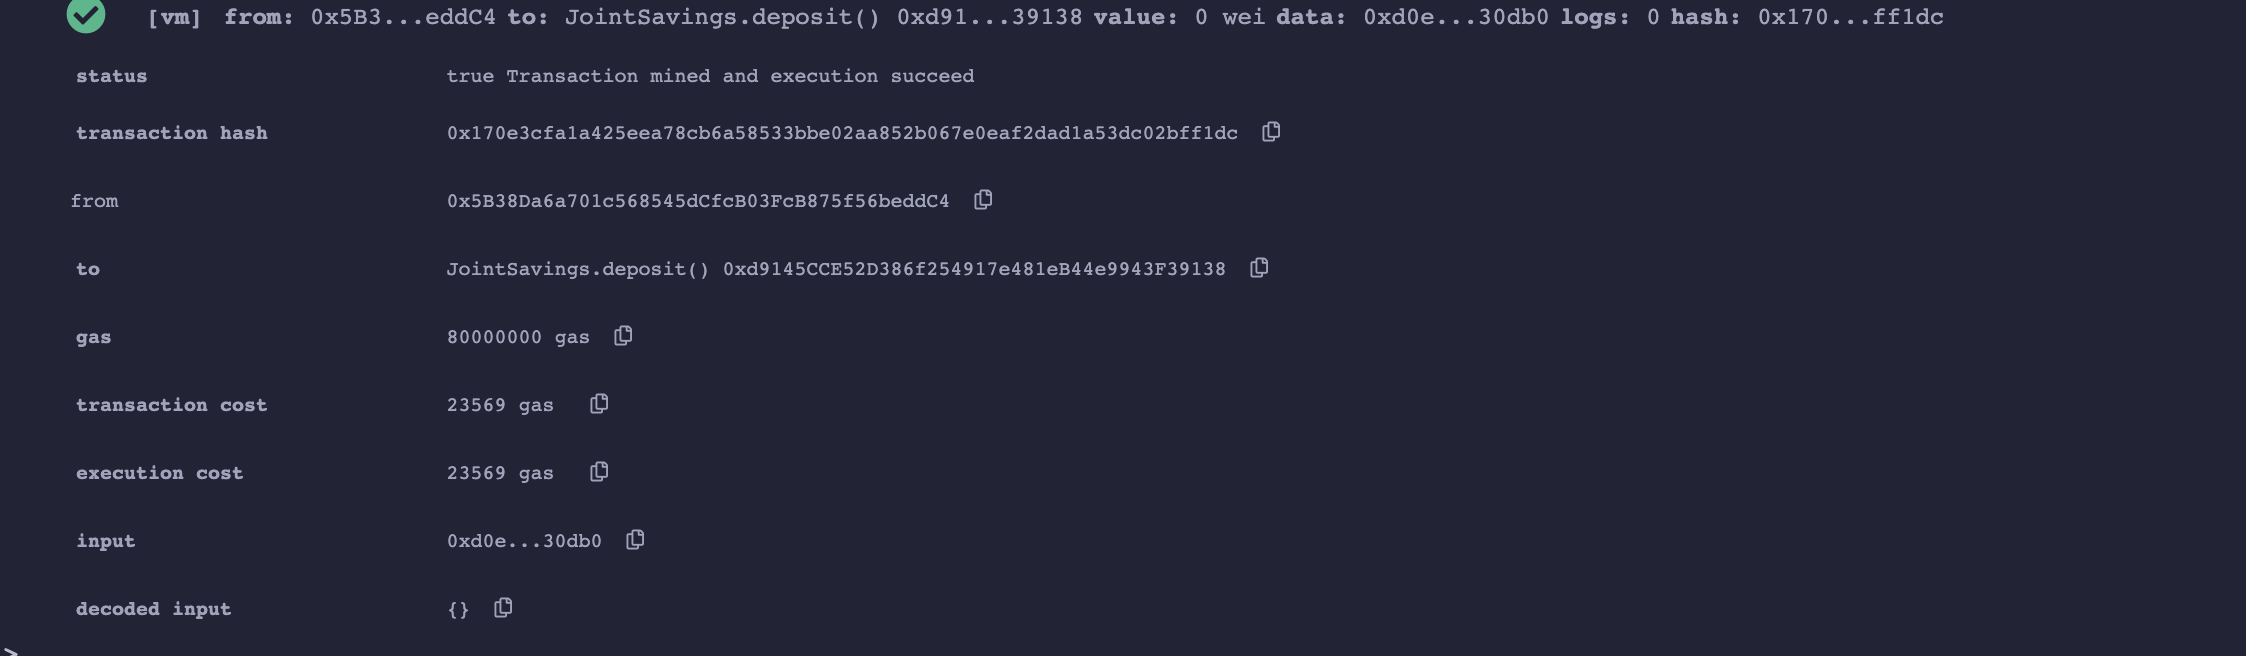 [vm] from: 0x5B3...eddC4 to: JointSavings.deposit() 0xd91...39138 value: 0 wei data: 0xd0e...30db0 logs: 0 hash: 0x170...ff1dc
status true Transaction mined and execution succeed
transaction hash 0x170e3cfa1a425eea78cb6a58533bbe02aa852b067e0eaf2dad1a53dc02bff1dc
from 0x5B38Da6a701c568545dCfcB03FcB875f56beddC4
to JointSavings.deposit() 0xd9145CCE52D386f254917e481eB44e9943F39138
gas 80000000 gas
transaction cost 23569 gas
execution cost 23569 gas
input 0xd0e...30db0
decoded input {}
>